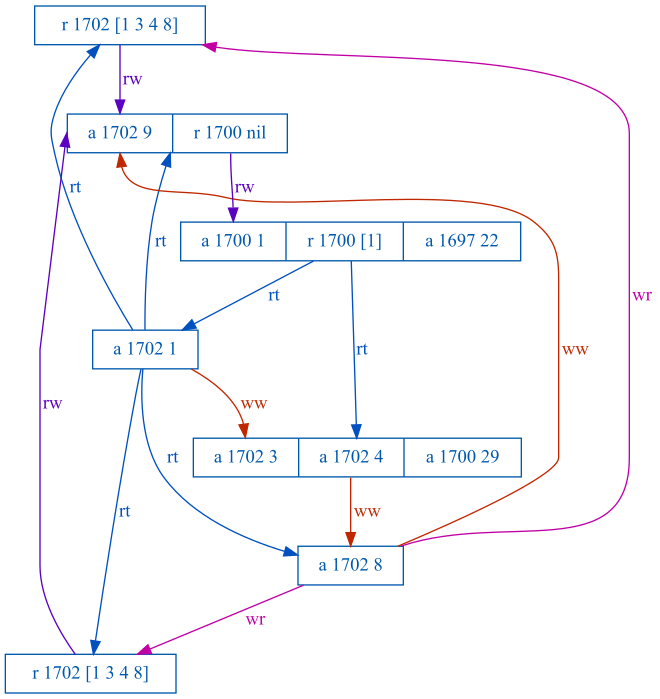 r 1702 [1 3 4 8]
rw
a 1702 9 r 1700 nil
rt
rt
rw
a 1700 1 r 1700 [1] a 1697 22
rt
wr
a 1702 1
rt
ww
rw
ww
a 1702 3 a 1702 4 a 1700 29
rt
rt
ww
a 1702 8
wr
r 1702 [1 3 4 8]